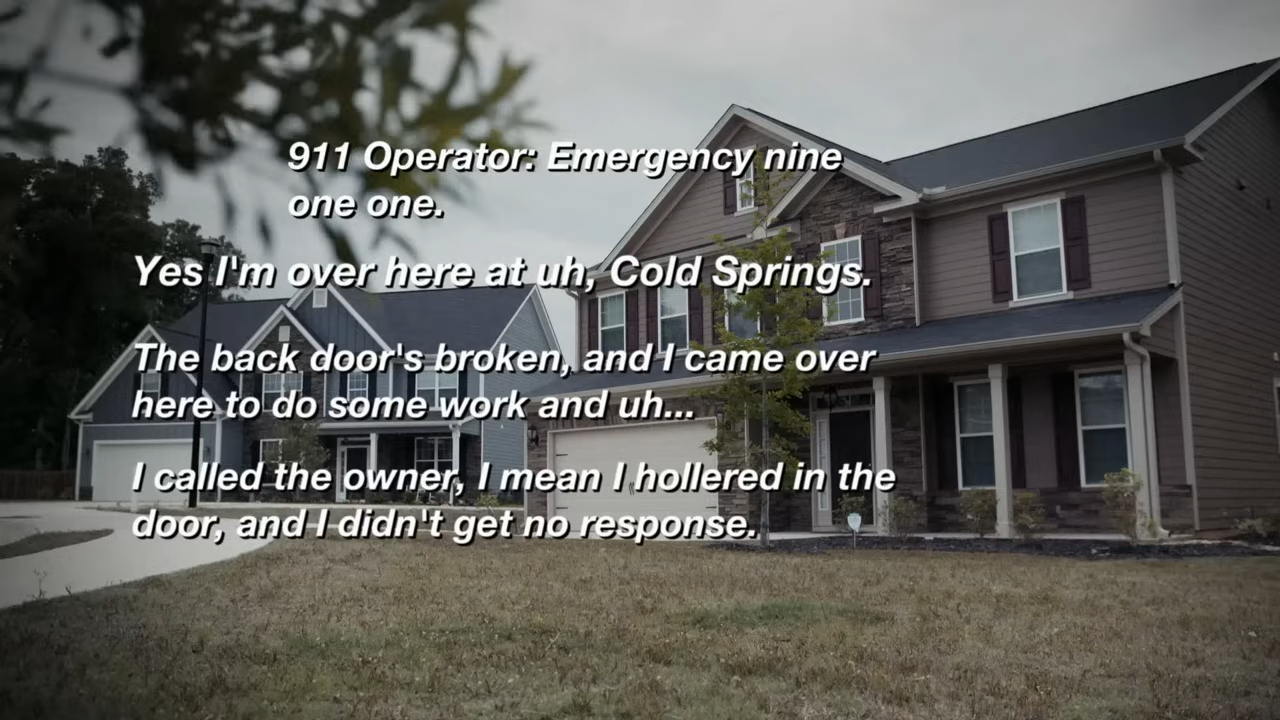 911 Operator: Emergency nine
one one.
Yes I'm over here at uh, Cold Springs.
The back door's broken, and I came over
here to do some work and uh...
I called the owner, I mean I hollered in the
door, and I didn't get no response.